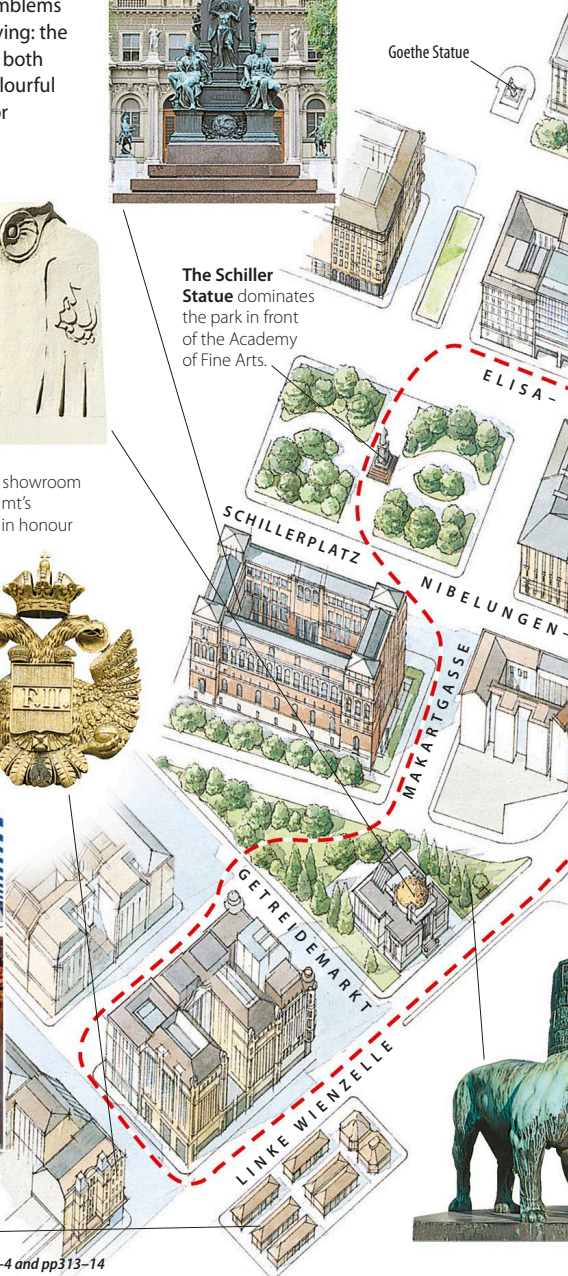 mblems
ving: the
both
lourful
or
Goethe Statue
The Schiller
Statue dominates
the park in front
of the Academy
of Fine Arts.
ELISA–
showroom
mt's
in honour
SCHILLERPLATZ
NIBELUNGEN–
MAKARTGASSE
GETREIDEMARKT
LINKE WIENZELLE
–4 and pp313–14